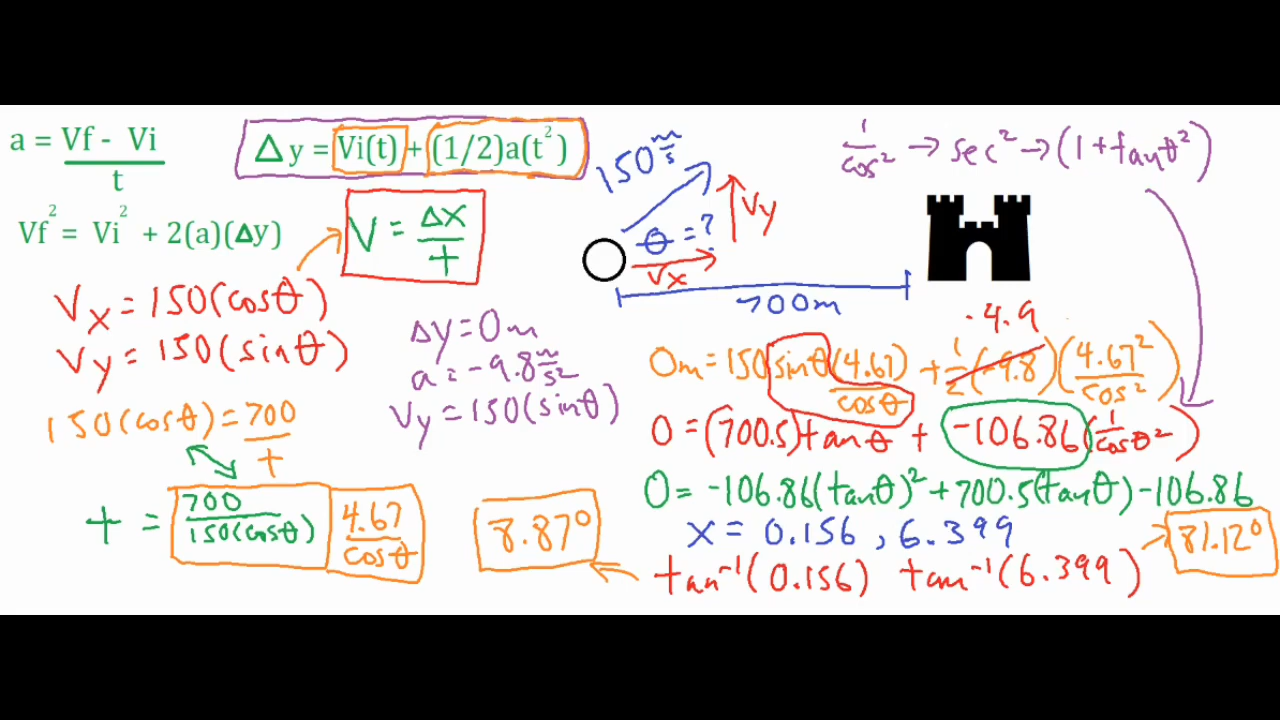 a = Vf - Vi
t
Vf² = Vi² + 2(a)(Δy)
Δy = Vi(t) + (1/2)a(t²)
V = Δx
t
Vx = 150(cosθ)
Vy = 150(sinθ)
150(cosθ) = 700
t
t = 700
150(cosθ)
4.67
cosθ
Δy = 0m
a = -9.8 m/s²
Vy = 150(sinθ)
8.87°
150 m/s
θ = ?
Vy
Vx
700m
1/cos² → sec² → (1+tanθ²)
-4.9
0m = 150 sinθ (4.67)/cosθ + 1/2 (-9.8) (4.67²/cos²)
0 = (700.5)tanθ + -106.86 (1/cosθ²)
0 = -106.86(tanθ)² + 700.5(tanθ) - 106.86
x = 0.156 , 6.399
tan⁻¹(0.156) tan⁻¹(6.399)
81.12°